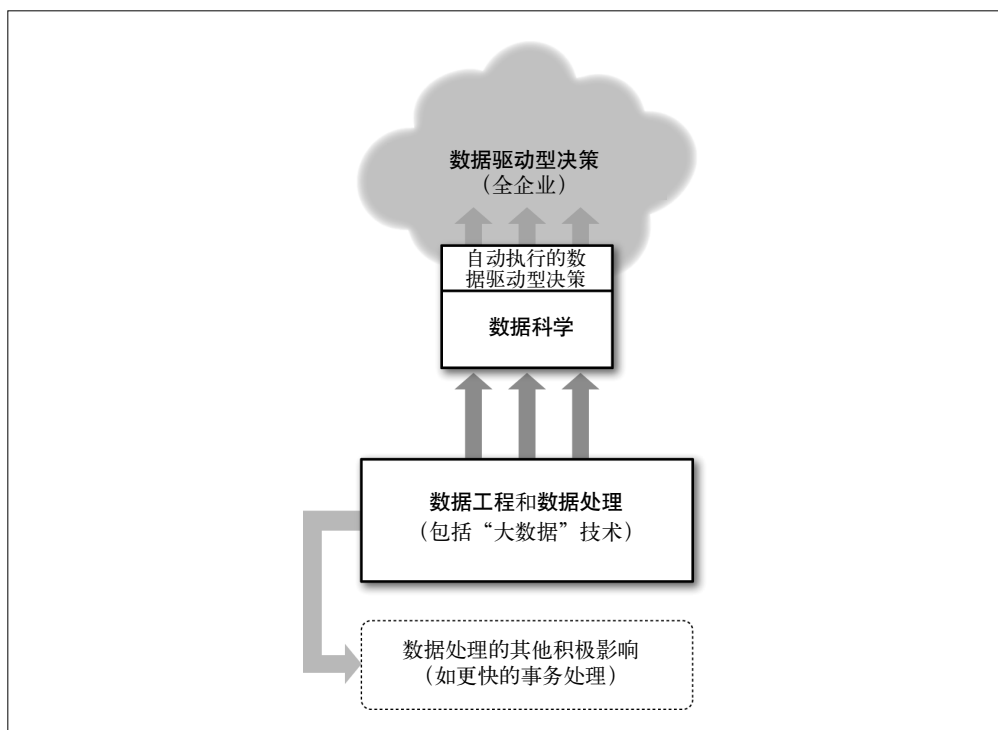 数据驱动型决策
（全企业）
自动执行的数
据驱动型决策
数据科学
数据工程和数据处理
（包括“大数据”技术）
数据处理的其他积极影响
（如更快的事务处理）